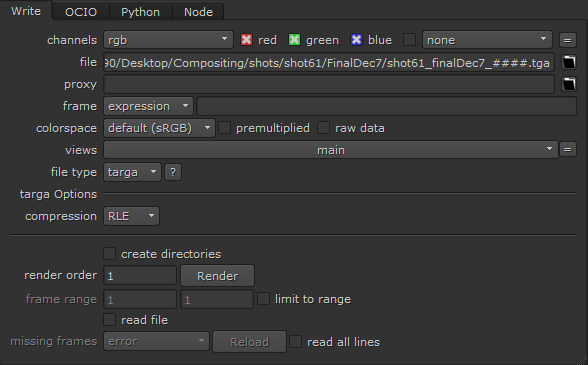 Write OCIO Python Node
channels rgb red green blue none =
file 90/Desktop/Compositing/shots/shot61/FinalDec7/shot61_finalDec7_####.tga
proxy
frame expression
colorspace default (sRGB) premultiplied raw data
views main =
file type targa ?
targa Options
compression RLE
create directories
render order 1 Render
frame range 1 1 limit to range
read file
missing frames error Reload read all lines